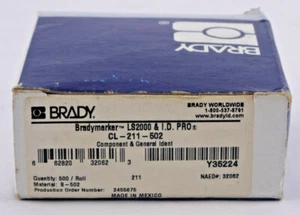 BRADY
BRADY
BRADY WORLDWIDE
1-800-537-8791
www.bradyid.com
Bradymarker™ LS2000 & I.D. PRO®
CL-211-502
Component & General Ident
6 62820 32062 3
Y35224
Quantity: 500 / Roll
211
NAED#: 32062
Material: B-502
Production Order Number: 3455675
MADE IN MEXICO